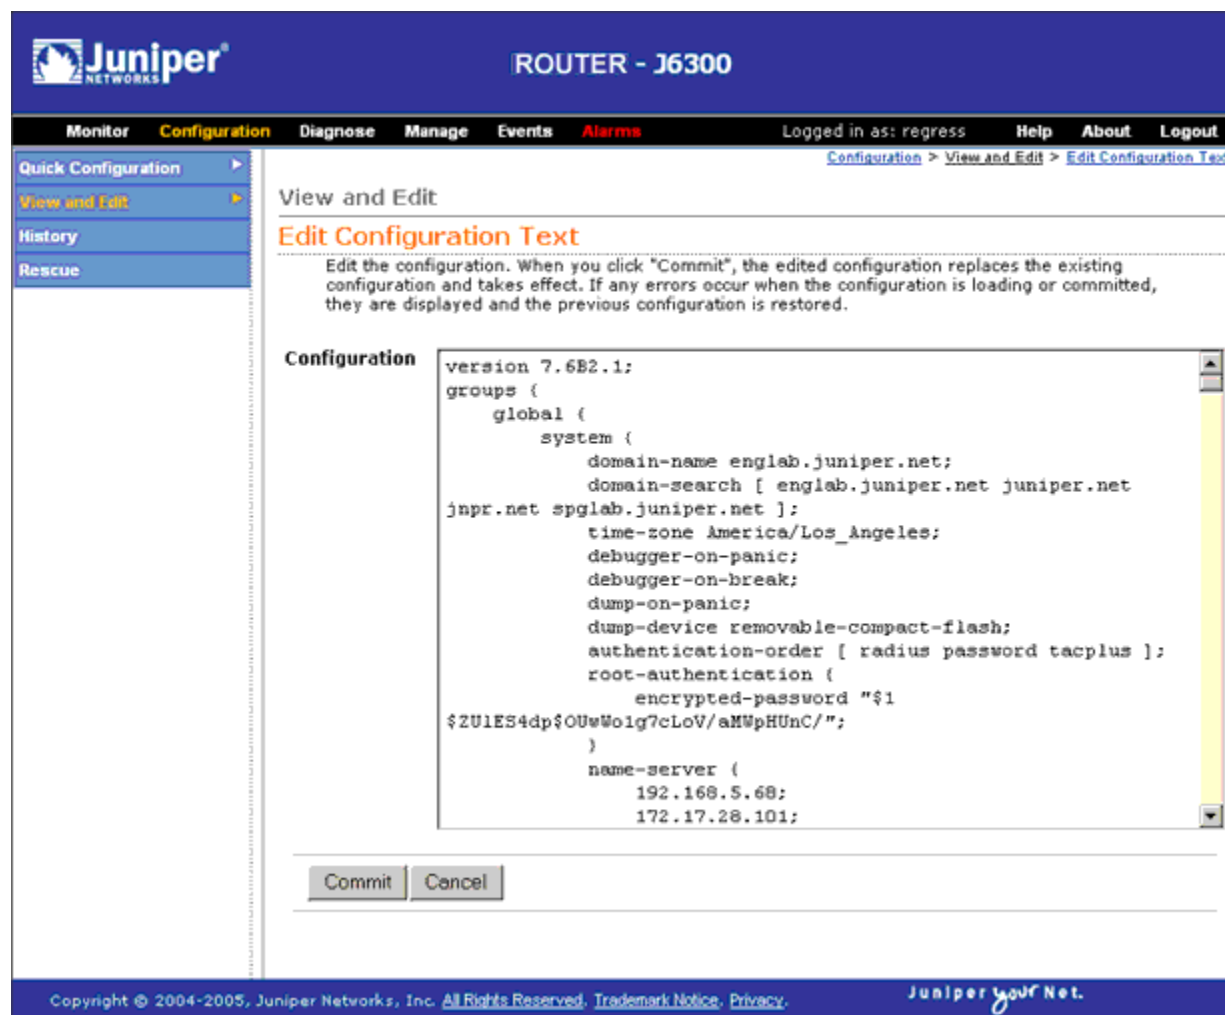 Juniper®
NETWORKS
ROUTER - J6300
Monitor Configuration Diagnose Manage Events Alarms Logged in as: regress Help About Logout
Configuration > View and Edit > Edit Configuration Text
Quick Configuration
View and Edit
History
Rescue
View and Edit
Edit Configuration Text
Edit the configuration. When you click "Commit", the edited configuration replaces the existing
configuration and takes effect. If any errors occur when the configuration is loading or committed,
they are displayed and the previous configuration is restored.
Configuration
version 7.6B2.1;
groups {
global {
system {
domain-name englab.juniper.net;
domain-search [ englab.juniper.net juniper.net
jnpr.net spglab.juniper.net ];
time-zone America/Los_Angeles;
debugger-on-panic;
debugger-on-break;
dump-on-panic;
dump-device removable-compact-flash;
authentication-order [ radius password tacplus ];
root-authentication {
encrypted-password "$1
$ZU1ES4dp$OUwWo1g7cLoV/aMWpHUnC/";
}
name-server {
192.168.5.68;
172.17.28.101;
Commit Cancel
Copyright © 2004-2005, Juniper Networks, Inc. All Rights Reserved. Trademark Notice. Privacy.
Juniper your Net.